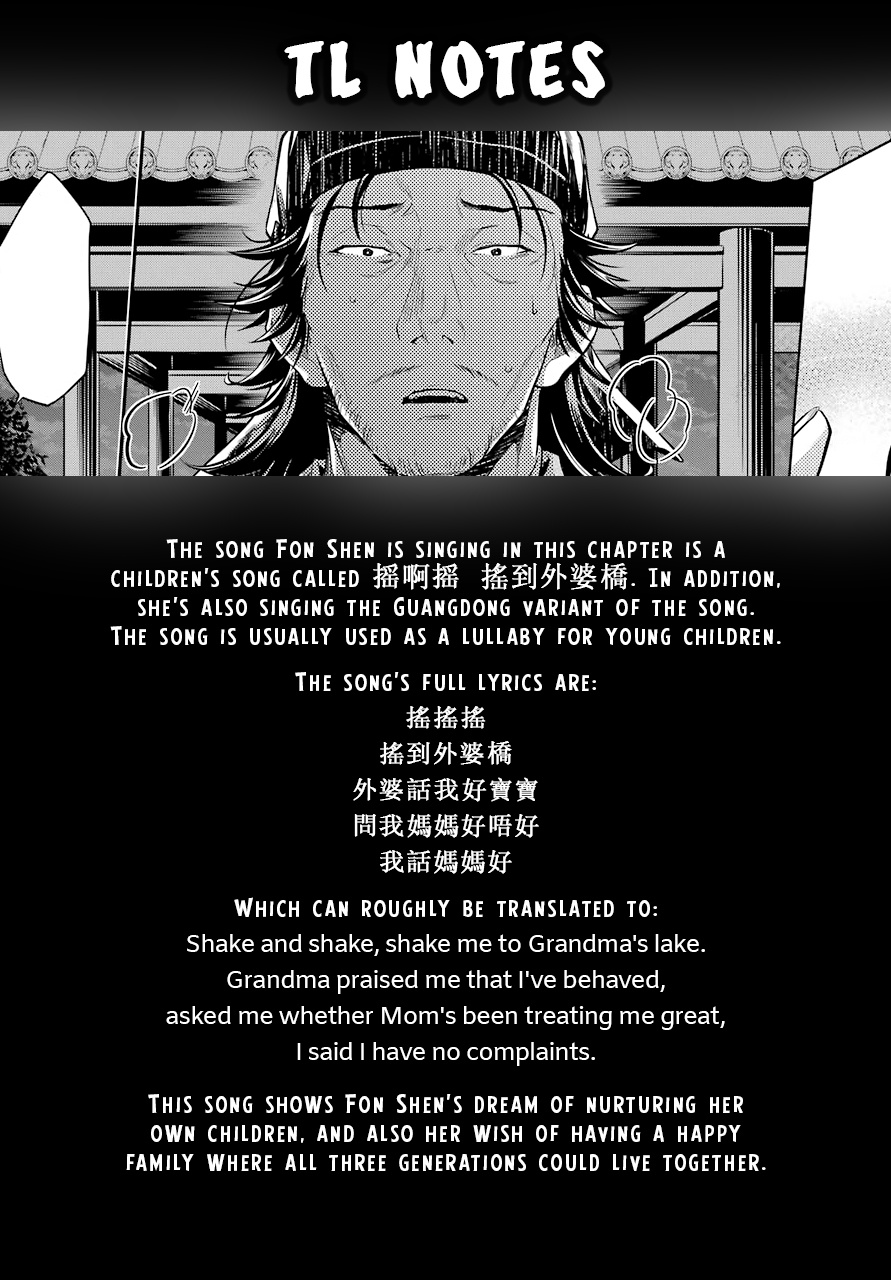 TL NOTES
THE SONG FON SHEN IS SINGING IN THIS CHAPTER IS A
CHILDREN'S SONG CALLED 摇啊摇 搖到外婆橋. IN ADDITION,
SHE'S ALSO SINGING THE GUANGDONG VARIANT OF THE SONG.
THE SONG IS USUALLY USED AS A LULLABY FOR YOUNG CHILDREN.
THE SONG'S FULL LYRICS ARE:
搖搖搖
搖到外婆橋
外婆話我好寶寶
問我媽媽好唔好
我話媽媽好
WHICH CAN ROUGHLY BE TRANSLATED TO:
Shake and shake, shake me to Grandma's lake.
Grandma praised me that I've behaved,
asked me whether Mom's been treating me great,
I said I have no complaints.
THIS SONG SHOWS FON SHEN'S DREAM OF NURTURING HER
OWN CHILDREN, AND ALSO HER WISH OF HAVING A HAPPY
FAMILY WHERE ALL THREE GENERATIONS COULD LIVE TOGETHER.